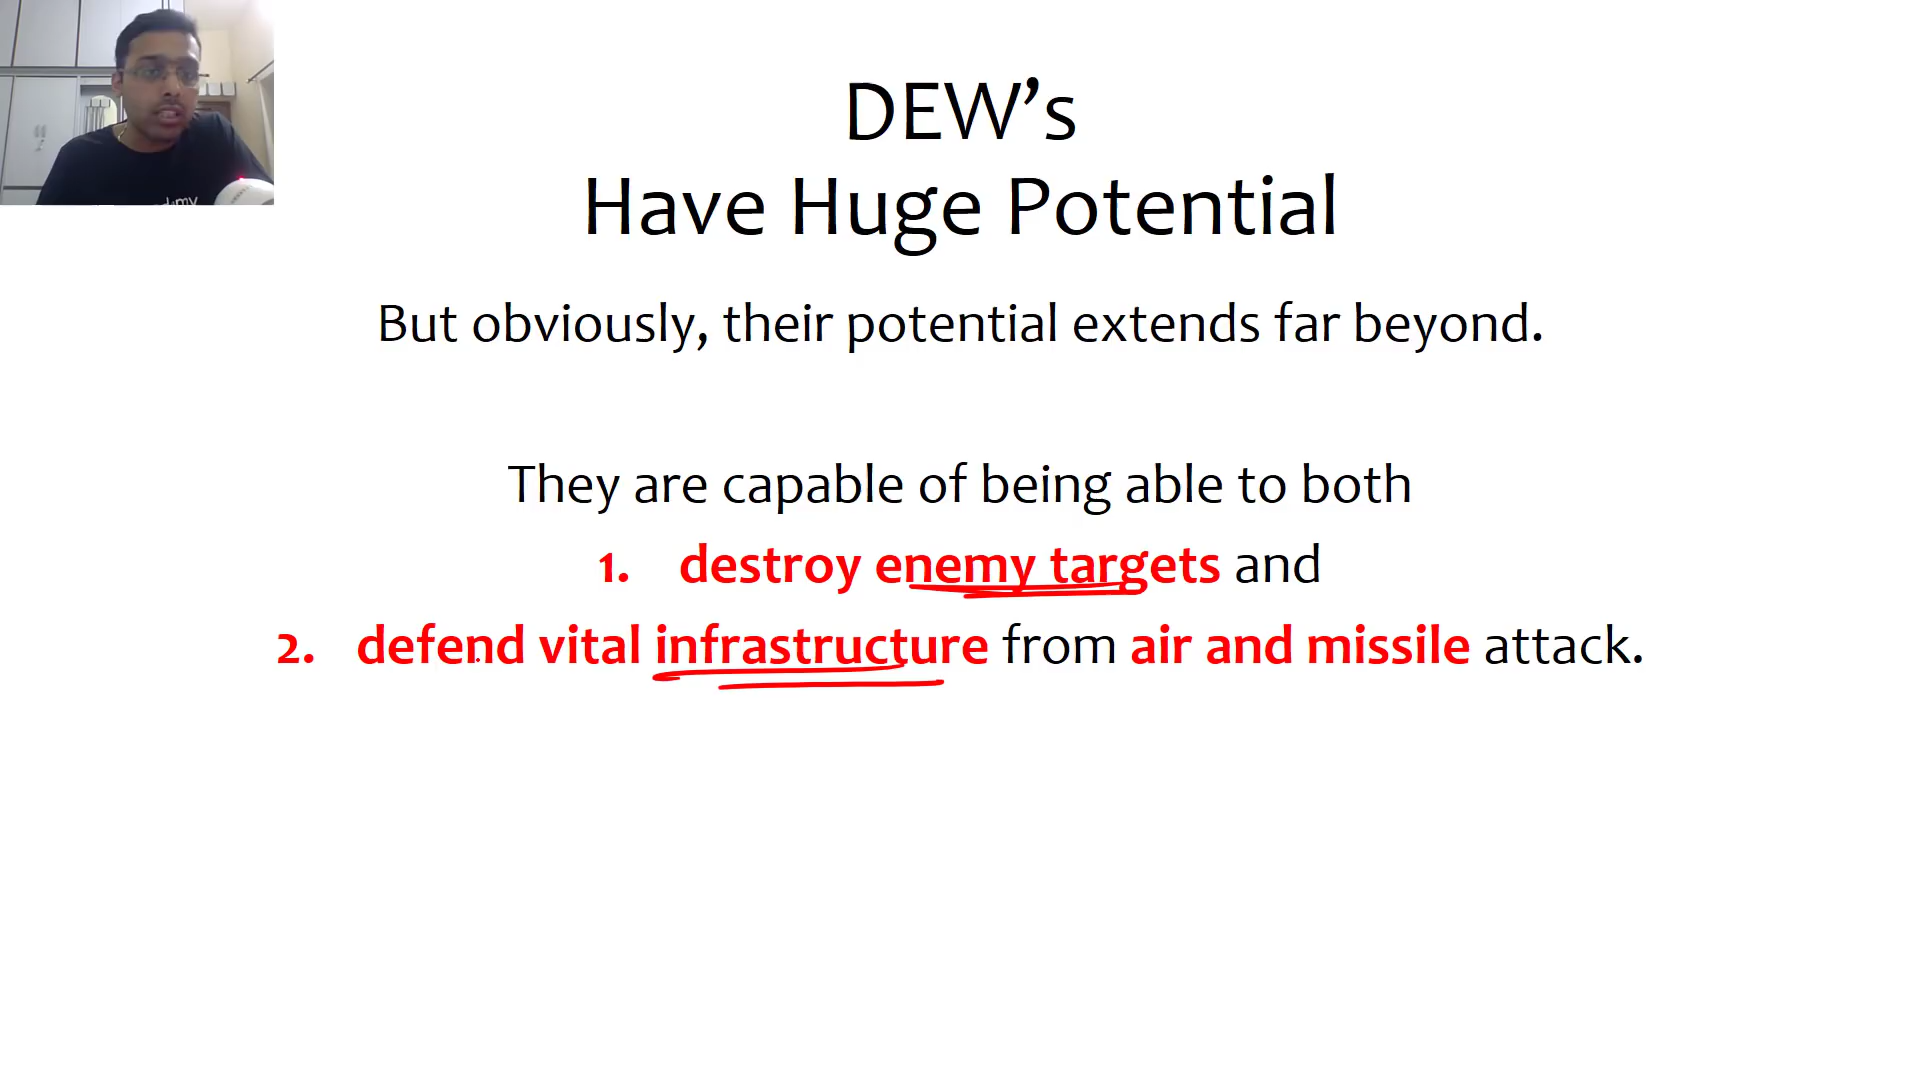 DEW’s
Have Huge Potential
But obviously, their potential extends far beyond.
They are capable of being able to both
1. destroy enemy targets and
2. defend vital infrastructure from air and missile attack.